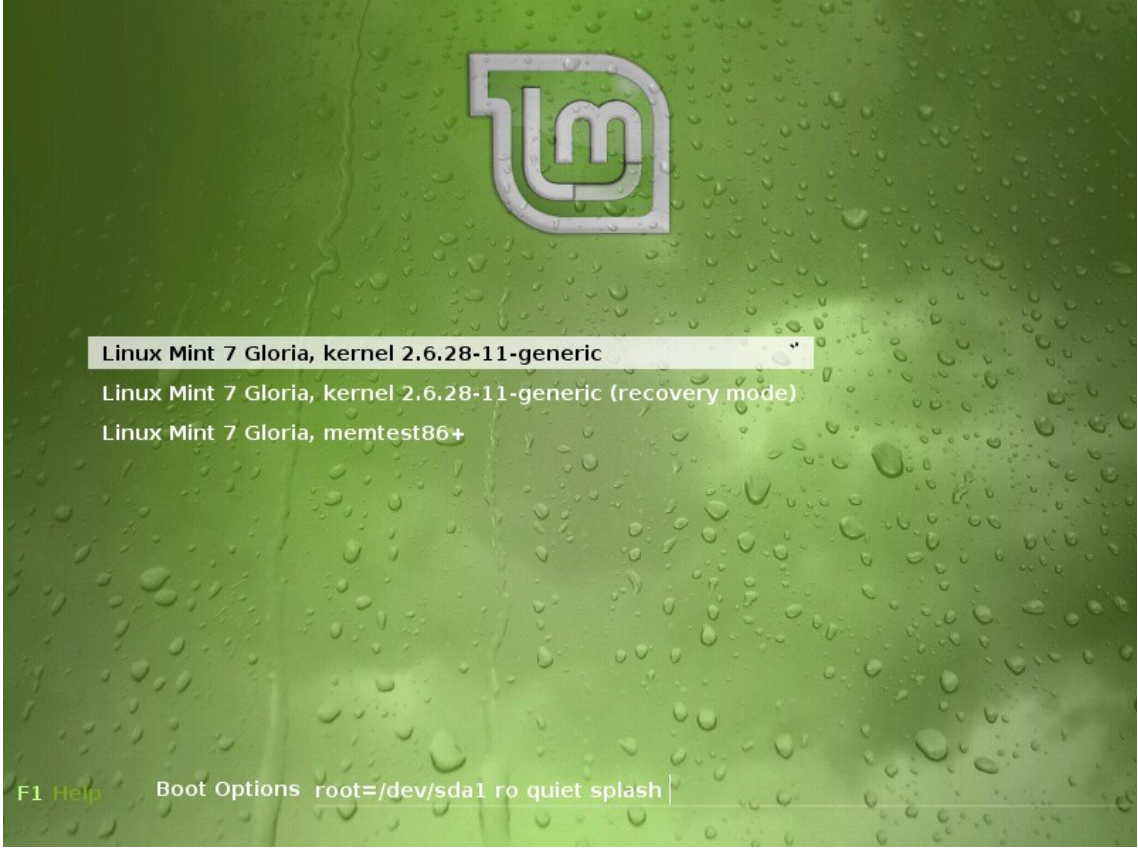 lm
Linux Mint 7 Gloria, kernel 2.6.28-11-generic
Linux Mint 7 Gloria, kernel 2.6.28-11-generic (recovery mode)
Linux Mint 7 Gloria, memtest86+
F1 Help Boot Options root=/dev/sda1 ro quiet splash